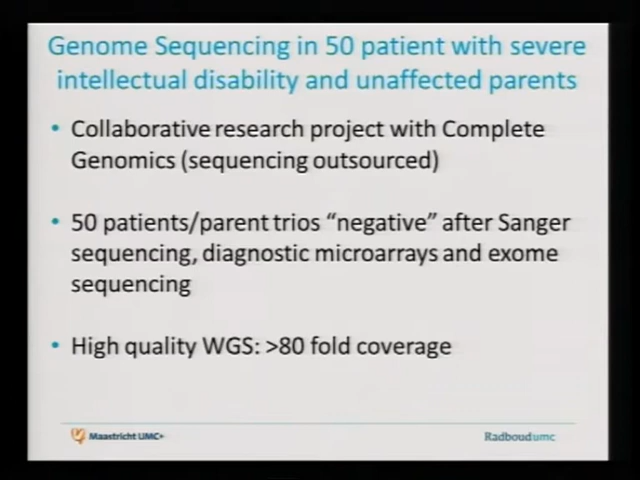 Genome Sequencing in 50 patient with severe
intellectual disability and unaffected parents
• Collaborative research project with Complete
Genomics (sequencing outsourced)
• 50 patients/parent trios “negative” after Sanger
sequencing, diagnostic microarrays and exome
sequencing
• High quality WGS: >80 fold coverage
Maastricht UMC+
Radboudumc